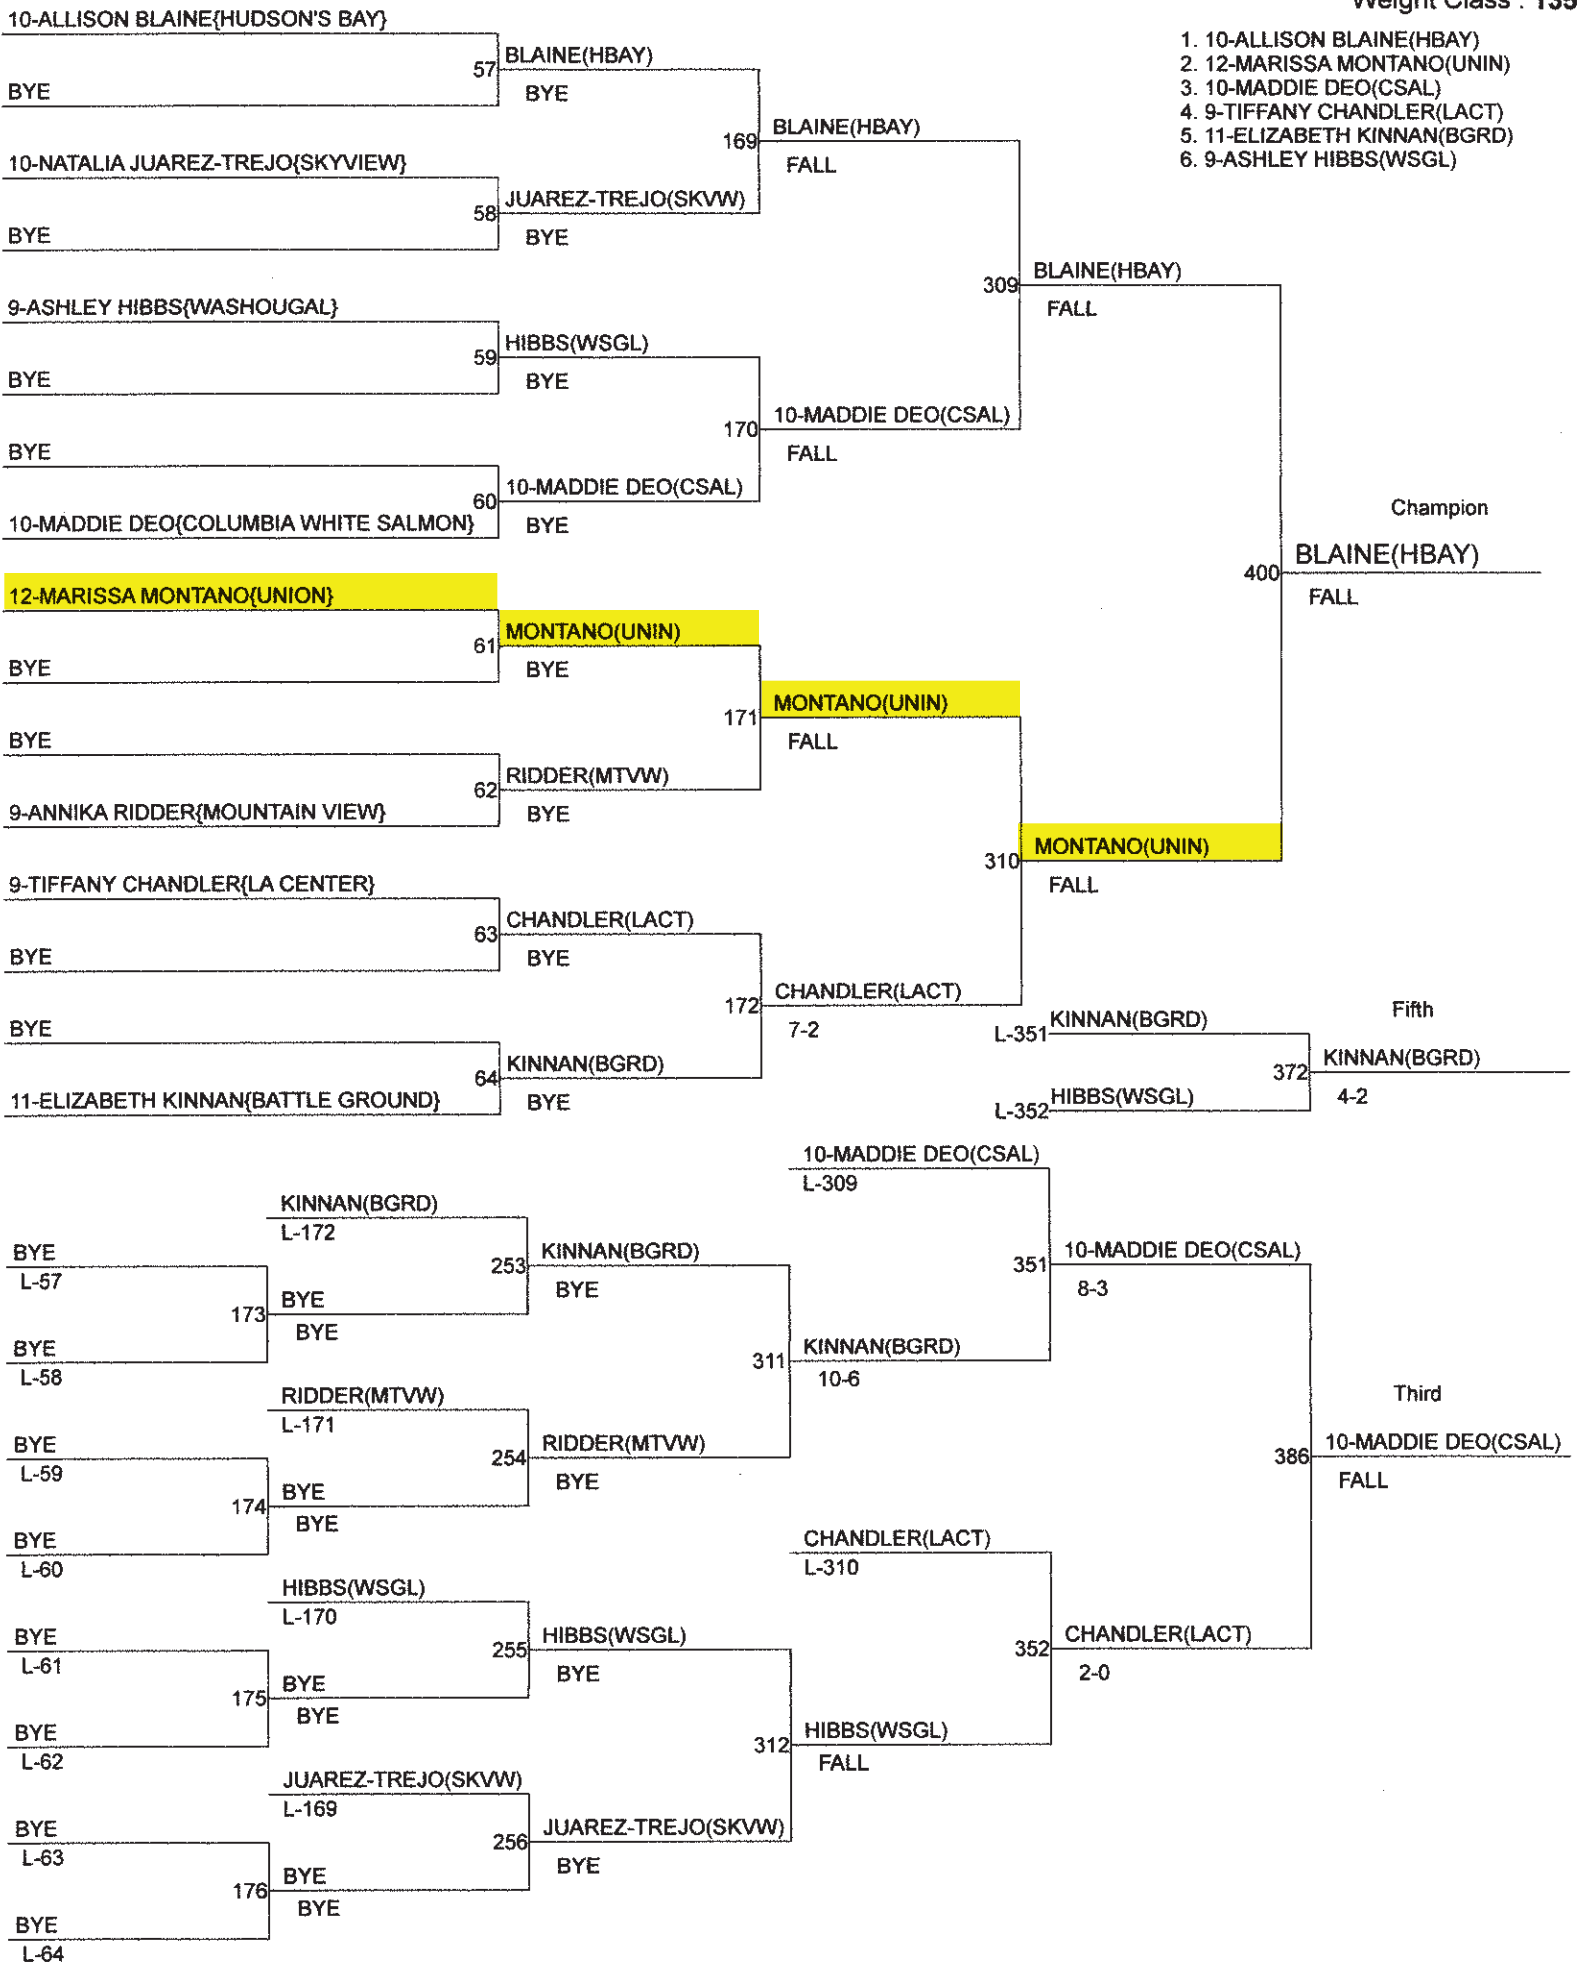 Weight Class : 135
1. 10-ALLISON BLAINE(HBAY)
2. 12-MARISSA MONTANO(UNIN)
3. 10-MADDIE DEO(CSAL)
4. 9-TIFFANY CHANDLER(LACT)
5. 11-ELIZABETH KINNAN(BGRD)
6. 9-ASHLEY HIBBS(WSGL)
10-ALLISON BLAINE{HUDSON'S BAY}
57
BLAINE(HBAY)
BYE
BYE
169
BLAINE(HBAY)
FALL
10-NATALIA JUAREZ-TREJO{SKYVIEW}
58
JUAREZ-TREJO(SKVW)
BYE
BYE
309
BLAINE(HBAY)
FALL
9-ASHLEY HIBBS{WASHOUGAL}
59
HIBBS(WSGL)
BYE
BYE
170
10-MADDIE DEO(CSAL)
FALL
BYE
60
10-MADDIE DEO(CSAL)
10-MADDIE DEO{COLUMBIA WHITE SALMON}
BYE
Champion
400
BLAINE(HBAY)
FALL
12-MARISSA MONTANO{UNION}
61
MONTANO(UNIN)
BYE
BYE
171
MONTANO(UNIN)
FALL
BYE
62
RIDDER(MTVW)
9-ANNIKA RIDDER{MOUNTAIN VIEW}
BYE
310
MONTANO(UNIN)
FALL
9-TIFFANY CHANDLER{LA CENTER}
63
CHANDLER(LACT)
BYE
BYE
172
CHANDLER(LACT)
7-2
BYE
64
KINNAN(BGRD)
11-ELIZABETH KINNAN{BATTLE GROUND}
BYE
Fifth
L-351
KINNAN(BGRD)
372
KINNAN(BGRD)
4-2
L-352
HIBBS(WSGL)
10-MADDIE DEO(CSAL)
L-309
KINNAN(BGRD)
L-172
BYE
L-57
173
BYE
BYE
BYE
L-58
253
KINNAN(BGRD)
BYE
351
10-MADDIE DEO(CSAL)
8-3
311
KINNAN(BGRD)
10-6
RIDDER(MTVW)
L-171
BYE
L-59
174
BYE
BYE
BYE
L-60
254
RIDDER(MTVW)
BYE
Third
386
10-MADDIE DEO(CSAL)
FALL
CHANDLER(LACT)
L-310
HIBBS(WSGL)
L-170
BYE
L-61
175
BYE
BYE
BYE
L-62
255
HIBBS(WSGL)
BYE
352
CHANDLER(LACT)
2-0
312
HIBBS(WSGL)
FALL
JUAREZ-TREJO(SKVW)
L-169
BYE
L-63
176
BYE
BYE
BYE
L-64
256
JUAREZ-TREJO(SKVW)
BYE